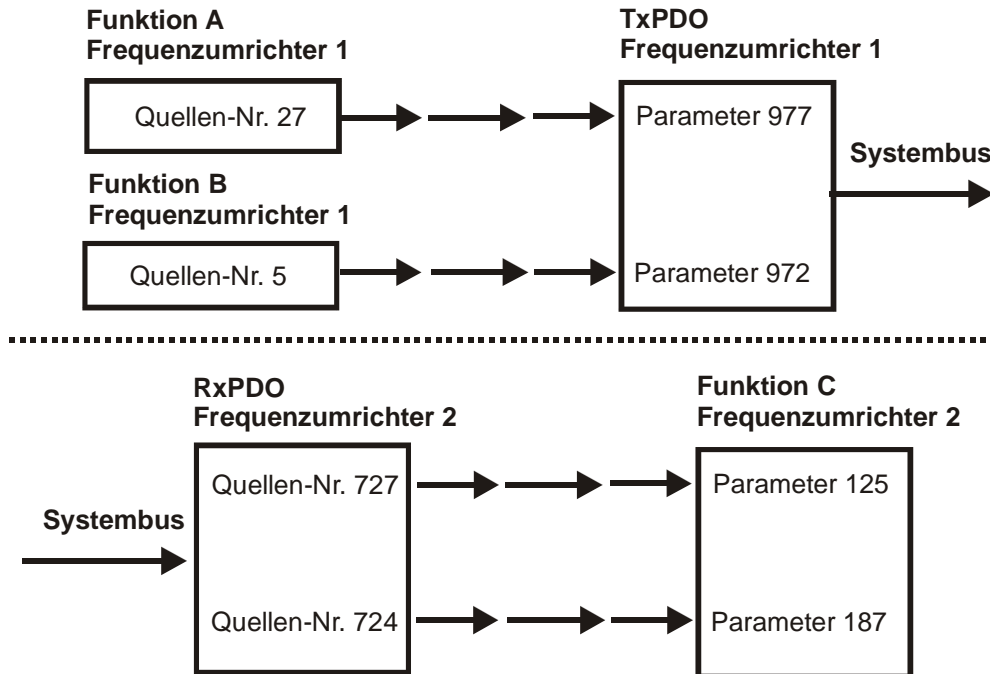 Funktion A
Frequenzumrichter 1
Quellen-Nr. 27
Funktion B
Frequenzumrichter 1
Quellen-Nr. 5
TxPDO
Frequenzumrichter 1
Parameter 977
Parameter 972
Systembus
RxPDO
Frequenzumrichter 2
Systembus
Quellen-Nr. 727
Quellen-Nr. 724
Funktion C
Frequenzumrichter 2
Parameter 125
Parameter 187